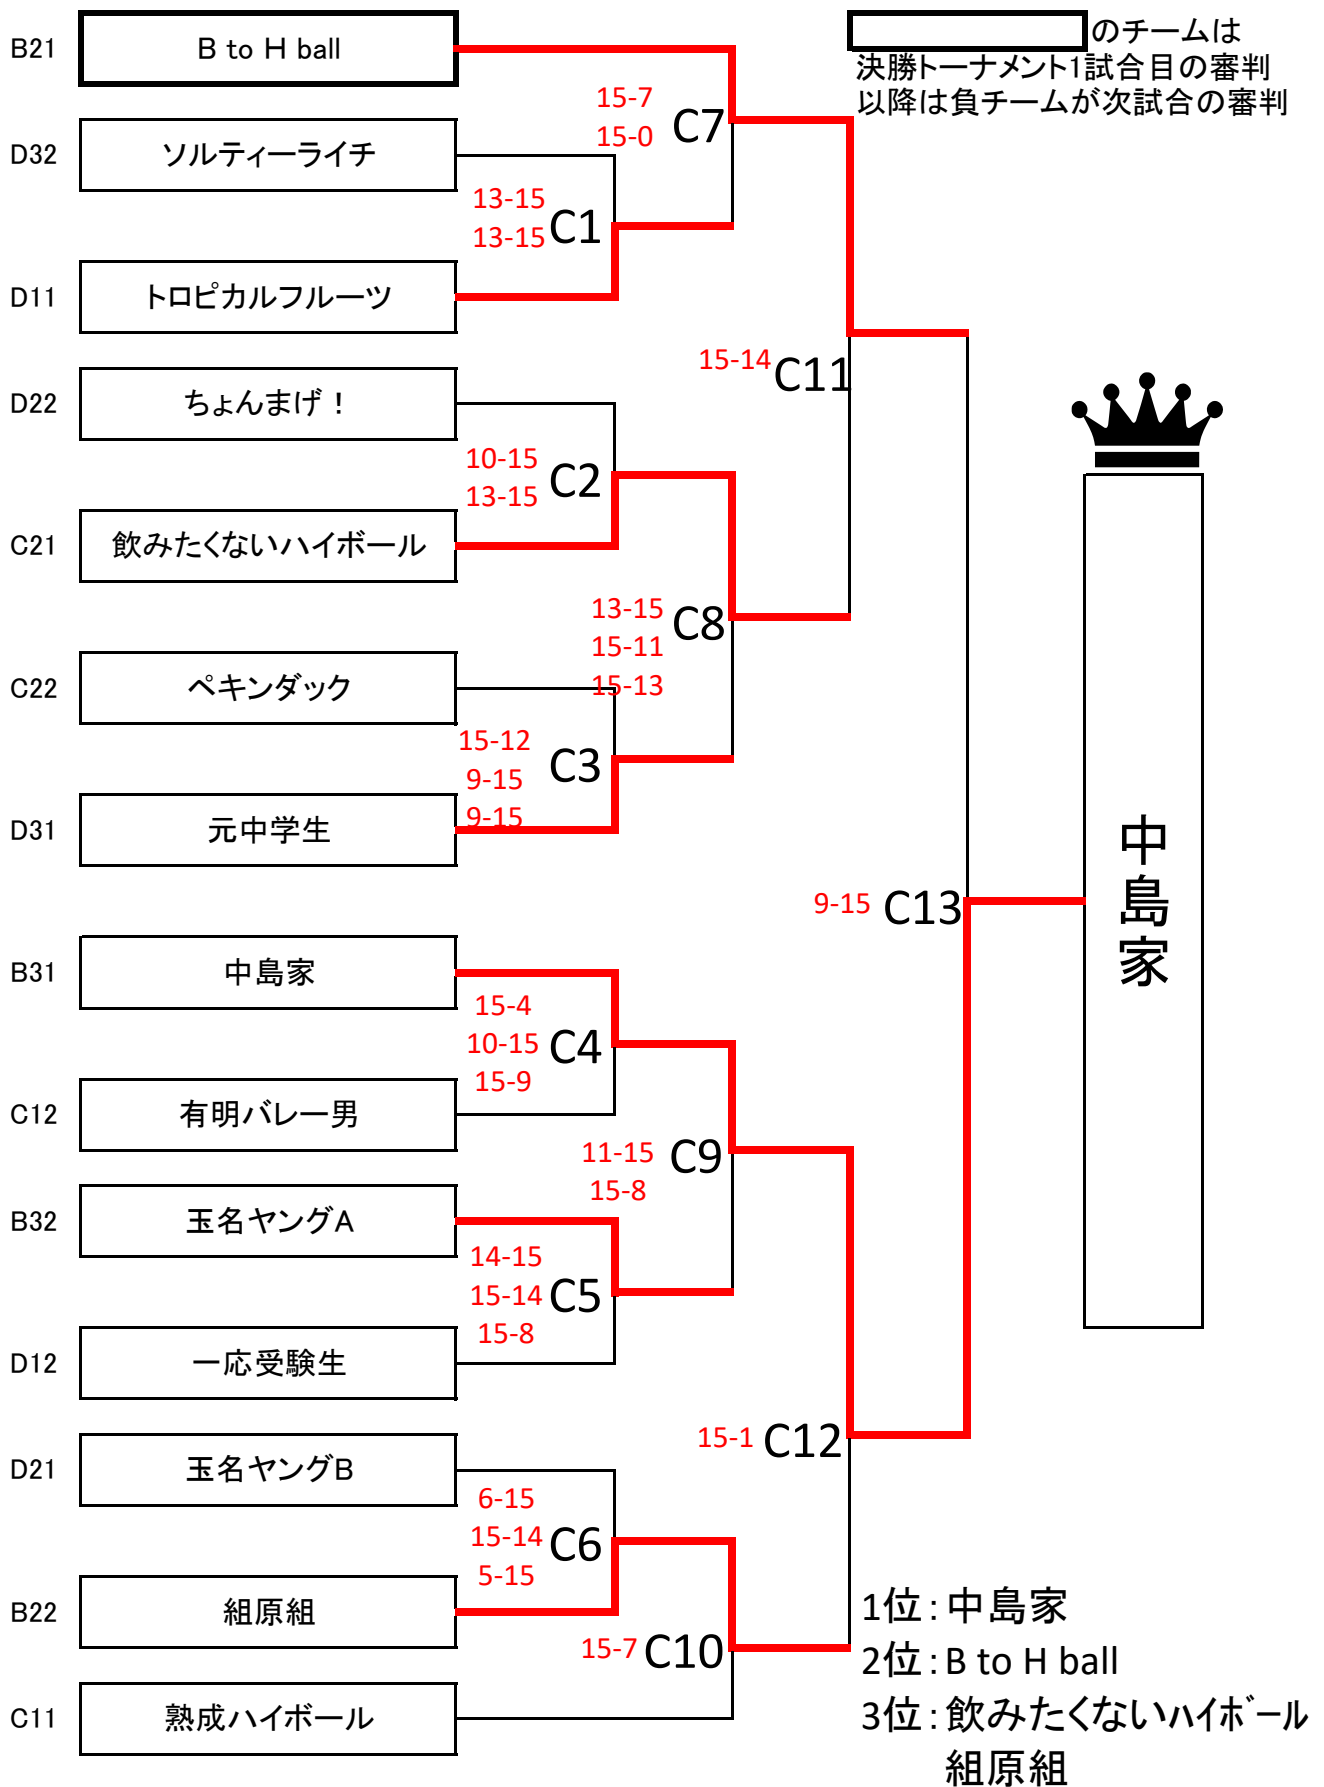 B21 B to H ball
のチームは
決勝トーナメント1試合目の審判
以降は負チームが次試合の審判
15-7
15-0
C7
D32 ソルティーライチ
13-15
13-15
C1
D11 トロピカルフルーツ
15-14 C11
D22 ちょんまげ！
10-15
13-15
C2
C21 飲みたくないハイボール
13-15
15-11
15-13
C8
C22 ペキンダック
15-12
9-15
9-15
C3
D31 元中学生
9-15 C13
中島家
B31 中島家
15-4
10-15
15-9
C4
C12 有明バレー男
11-15
15-8
C9
B32 玉名ヤングA
14-15
15-14
15-8
C5
D12 一応受験生
15-1 C12
D21 玉名ヤングB
6-15
15-14
5-15
C6
B22 組原組
15-7 C10
C11 熟成ハイボール
1位：中島家
2位：B to H ball
3位：飲みたくないﾊｲﾎﾞｰﾙ
組原組